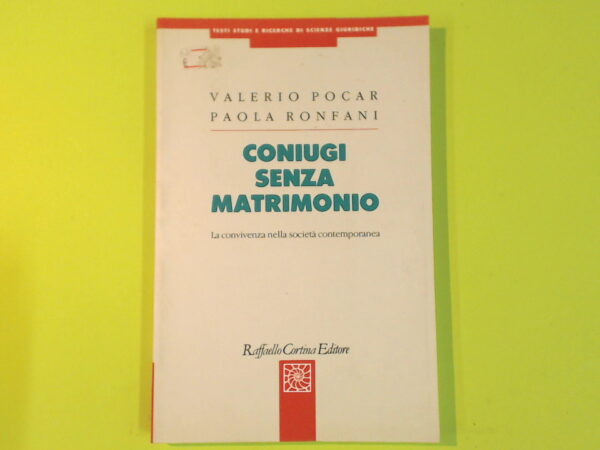 TESTI STUDI E RICERCHE DI SCIENZE GIURIDICHE
VALERIO POCAR
PAOLA RONFANI
CONIUGI
SENZA
MATRIMONIO
La convivenza nella società contemporanea
Raffaello Cortina Editore